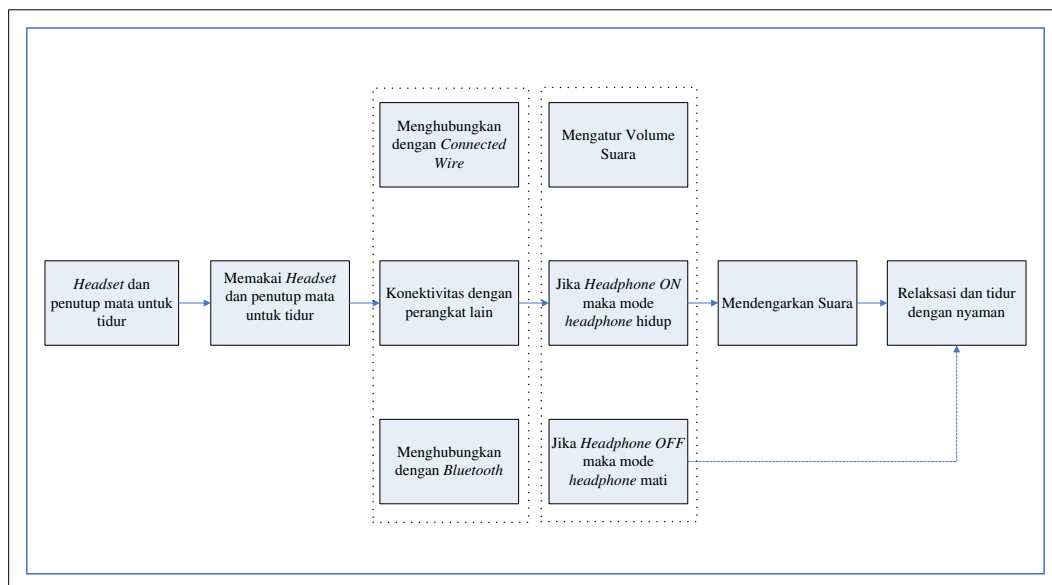 Menghubungkan
dengan Connected
Wire
Mengatur Volume
Suara
Headset dan
penutup mata untuk
tidur
Memakai Headset
dan penutup mata
untuk tidur
Konektivitas dengan
perangkat lain
Jika Headphone ON
maka mode
headphone hidup
Mendengarkan Suara
Relaksasi dan tidur
dengan nyaman
Menghubungkan
dengan Bluetooth
Jika Headphone OFF
maka mode
headphone mati